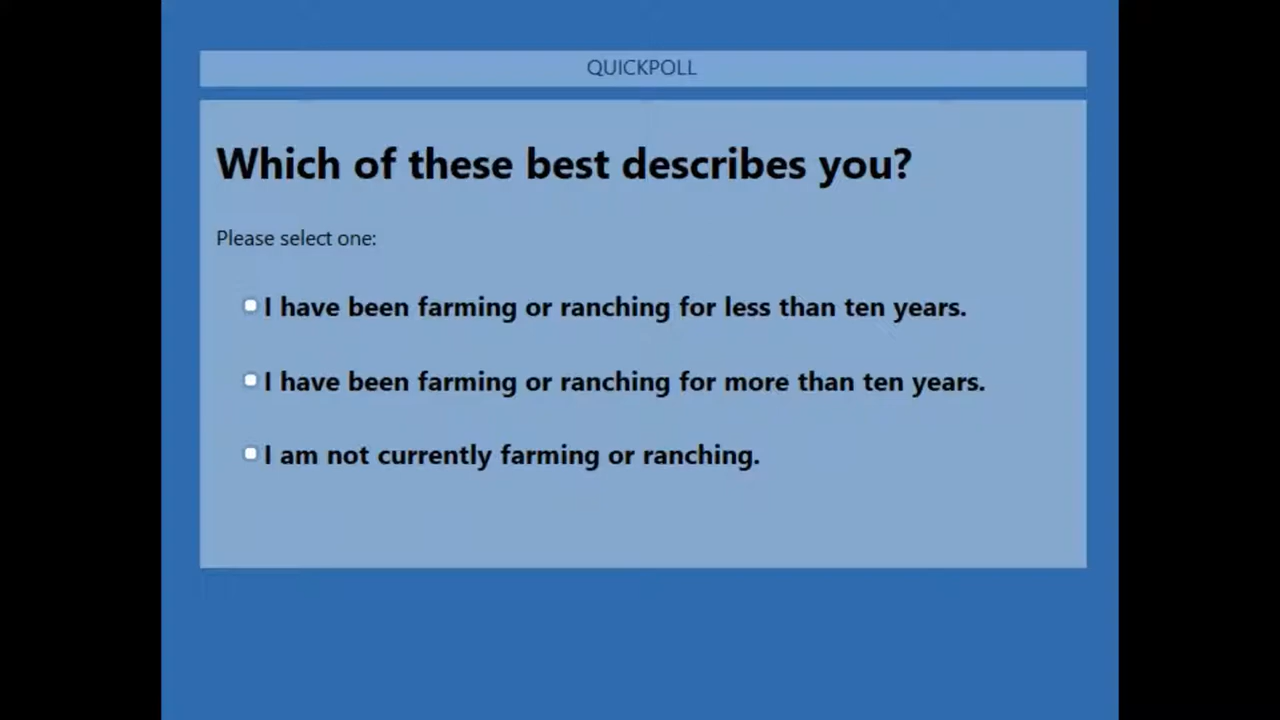 QUICKPOLL
Which of these best describes you?
Please select one:
I have been farming or ranching for less than ten years.
I have been farming or ranching for more than ten years.
I am not currently farming or ranching.